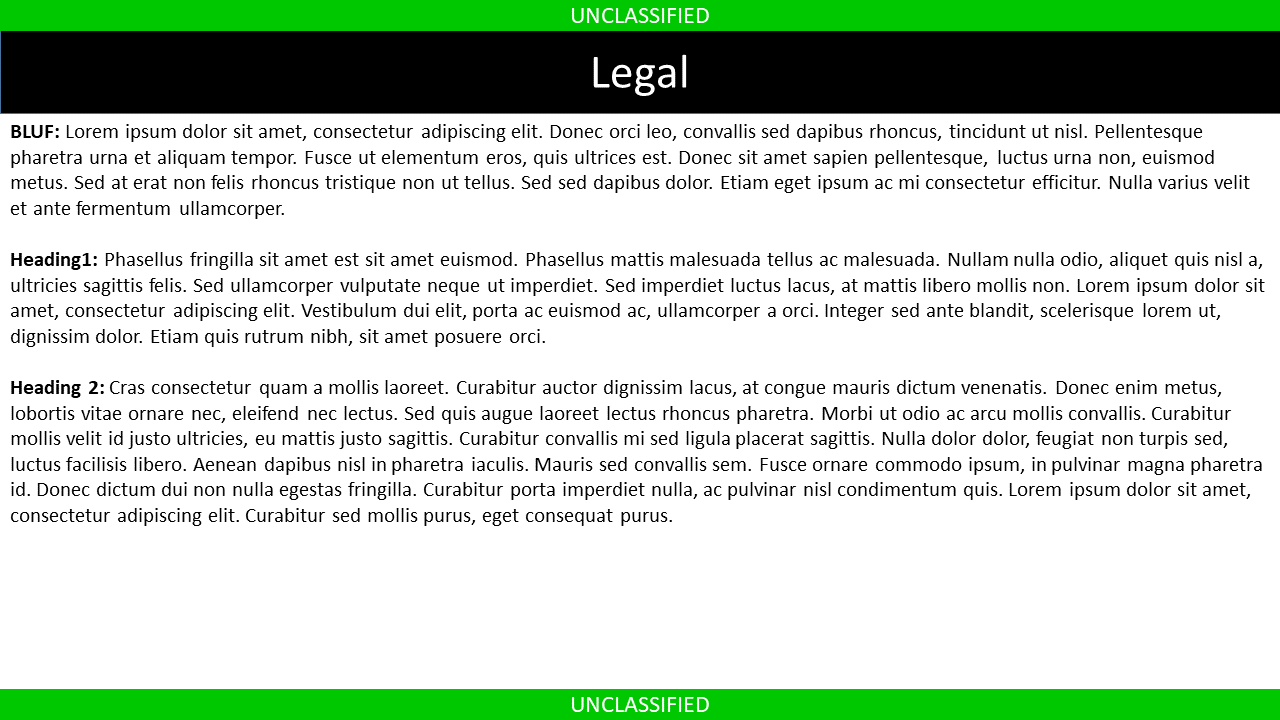 UNCLASSIFIED
Legal
BLUF: Lorem ipsum dolor sit amet, consectetur adipiscing elit. Donec orci leo, convallis sed dapibus rhoncus, tincidunt ut nisl. Pellentesque
pharetra urna et aliquam tempor. Fusce ut elementum eros, quis ultrices est. Donec sit amet sapien pellentesque, luctus urna non, euismod
metus. Sed at erat non felis rhoncus tristique non ut tellus. Sed sed dapibus dolor. Etiam eget ipsum ac mi consectetur efficitur. Nulla varius velit
et ante fermentum ullamcorper.
Heading1: Phasellus fringilla sit amet est sit amet euismod. Phasellus mattis malesuada tellus ac malesuada. Nullam nulla odio, aliquet quis nisl a,
ultricies sagittis felis. Sed ullamcorper vulputate neque ut imperdiet. Sed imperdiet luctus lacus, at mattis libero mollis non. Lorem ipsum dolor sit
amet, consectetur adipiscing elit. Vestibulum dui elit, porta ac euismod ac, ullamcorper a orci. Integer sed ante blandit, scelerisque lorem ut,
dignissim dolor. Etiam quis rutrum nibh, sit amet posuere orci.
Heading 2: Cras consectetur quam a mollis laoreet. Curabitur auctor dignissim lacus, at congue mauris dictum venenatis. Donec enim metus,
lobortis vitae ornare nec, eleifend nec lectus. Sed quis augue laoreet lectus rhoncus pharetra. Morbi ut odio ac arcu mollis convallis. Curabitur
mollis velit id justo ultricies, eu mattis justo sagittis. Curabitur convallis mi sed ligula placerat sagittis. Nulla dolor dolor, feugiat non turpis sed,
luctus facilisis libero. Aenean dapibus nisl in pharetra iaculis. Mauris sed convallis sem. Fusce ornare commodo ipsum, in pulvinar magna pharetra
id. Donec dictum dui non nulla egestas fringilla. Curabitur porta imperdiet nulla, ac pulvinar nisl condimentum quis. Lorem ipsum dolor sit amet,
consectetur adipiscing elit. Curabitur sed mollis purus, eget consequat purus.
UNCLASSIFIED